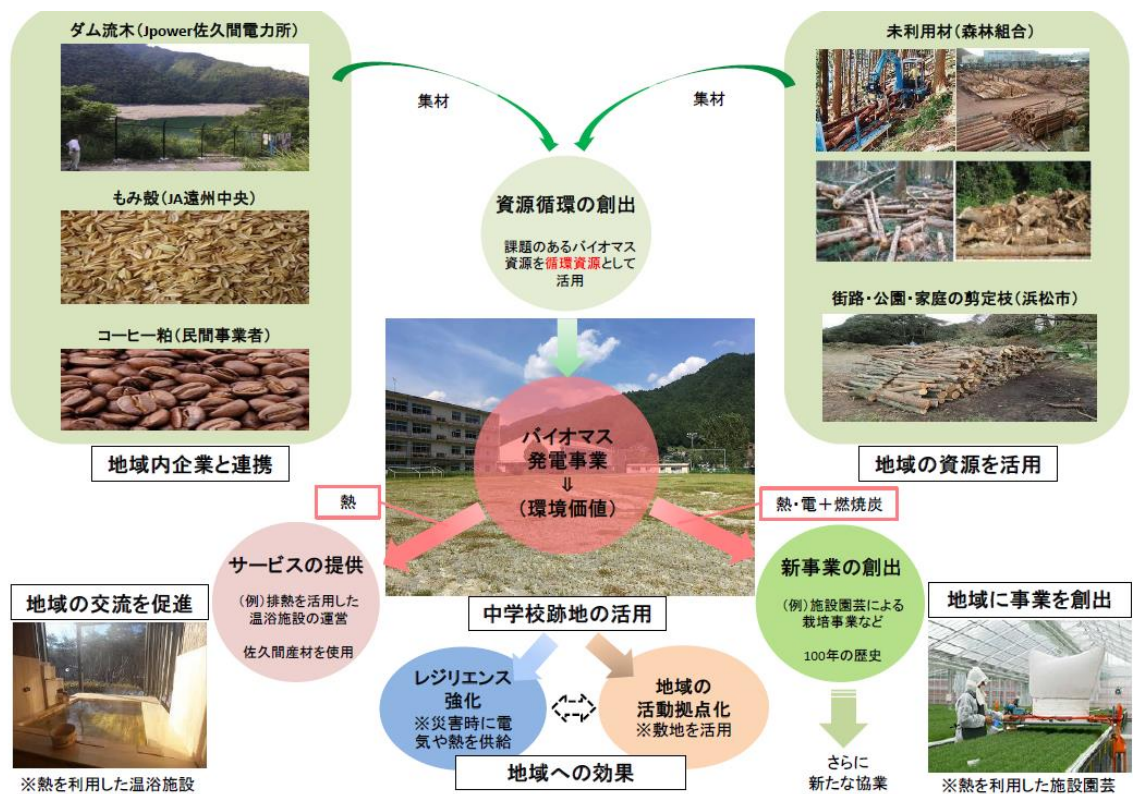 ダム流木(Jpower佐久間電力所)
もみ殻(JA遠州中央)
コーヒー粕(民間事業者)
地域内企業と連携
集材
集材
未利用材(森林組合)
街路・公園・家庭の剪定枝(浜松市)
地域の資源を活用
資源循環の創出
課題のあるバイオマス
資源を循環資源として
活用
バイオマス
発電事業
⇓
(環境価値)
熱
熱・電+燃焼炭
中学校跡地の活用
サービスの提供
(例)排熱を活用した
温浴施設の運営
佐久間産材を使用
地域の交流を促進
※熱を利用した温浴施設
レジリエンス
強化
※災害時に電
気や熱を供給
地域の
活動拠点化
※敷地を活用
地域への効果
新事業の創出
(例)施設園芸による
栽培事業など
100年の歴史
さらに
新たな協業
地域に事業を創出
※熱を利用した施設園芸